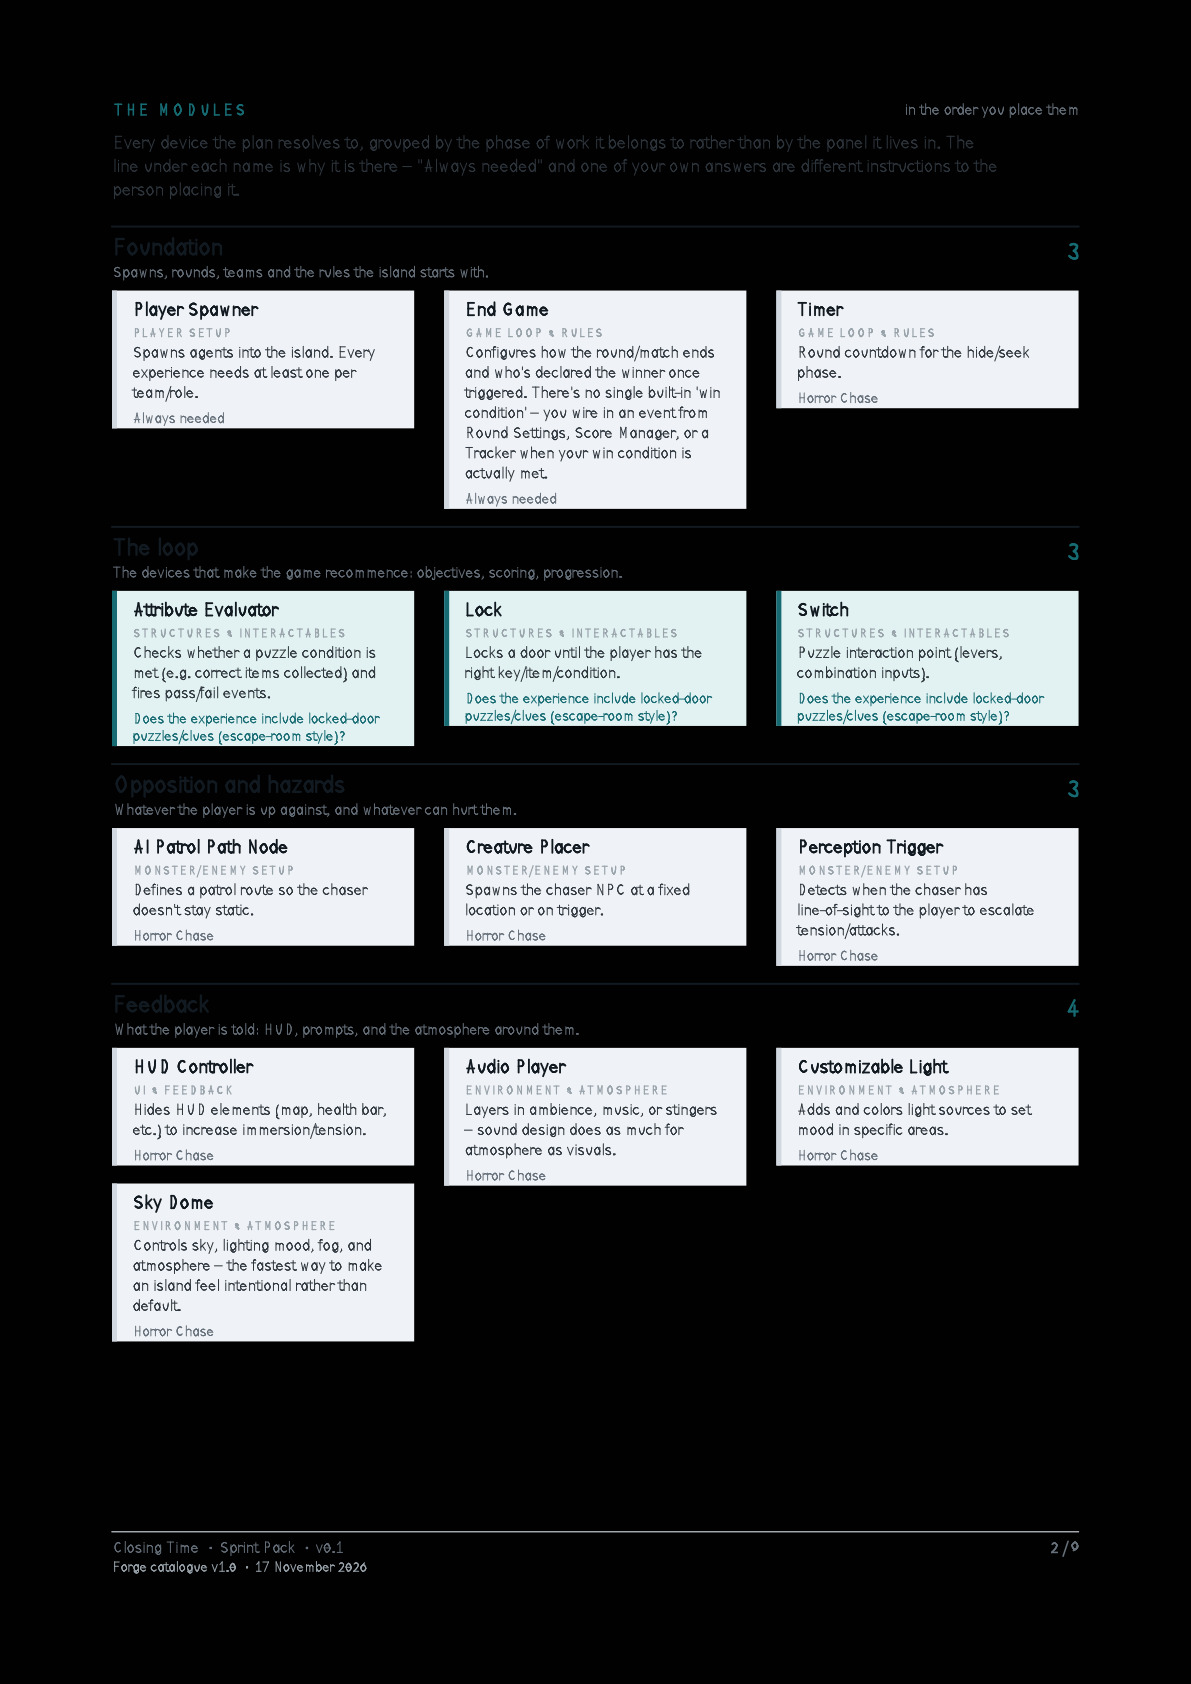 THE MODULES
in the order you place them
Every device the plan resolves to, grouped by the phase of work it belongs to rather than by the panel it lives in. The
line under each name is why it is there – "Always needed" and one of your own answers are different instructions to the
person placing it.
Foundation
3
Spawns, rounds, teams and the rules the island starts with.
Player Spawner
PLAYER SETUP
Spawns agents into the island. Every
experience needs at least one per
team/role.
Always needed
End Game
GAME LOOP & RULES
Configures how the round/match ends
and who's declared the winner once
triggered. There's no single built-in 'win
condition' – you wire in an event from
Round Settings, Score Manager, or a
Tracker when your win condition is
actually met.
Always needed
Timer
GAME LOOP & RULES
Round countdown for the hide/seek
phase.
Horror Chase
The loop
3
The devices that make the game recommence: objectives, scoring, progression.
Attribute Evaluator
STRUCTURES & INTERACTABLES
Checks whether a puzzle condition is
met (e.g. correct items collected) and
fires pass/fail events.
Does the experience include locked-door
puzzles/clues (escape-room style)?
Lock
STRUCTURES & INTERACTABLES
Locks a door until the player has the
right key/item/condition.
Does the experience include locked-door
puzzles/clues (escape-room style)?
Switch
STRUCTURES & INTERACTABLES
Puzzle interaction point (levers,
combination inputs).
Does the experience include locked-door
puzzles/clues (escape-room style)?
Opposition and hazards
3
Whatever the player is up against, and whatever can hurt them.
AI Patrol Path Node
MONSTER/ENEMY SETUP
Defines a patrol route so the chaser
doesn't stay static.
Horror Chase
Creature Placer
MONSTER/ENEMY SETUP
Spawns the chaser NPC at a fixed
location or on trigger.
Horror Chase
Perception Trigger
MONSTER/ENEMY SETUP
Detects when the chaser has
line-of-sight to the player to escalate
tension/attacks.
Horror Chase
Feedback
4
What the player is told: HUD, prompts, and the atmosphere around them.
HUD Controller
UI & FEEDBACK
Hides HUD elements (map, health bar,
etc.) to increase immersion/tension.
Horror Chase
Audio Player
ENVIRONMENT & ATMOSPHERE
Layers in ambience, music, or stingers
– sound design does as much for
atmosphere as visuals.
Horror Chase
Customizable Light
ENVIRONMENT & ATMOSPHERE
Adds and colors light sources to set
mood in specific areas.
Horror Chase
Sky Dome
ENVIRONMENT & ATMOSPHERE
Controls sky, lighting mood, fog, and
atmosphere – the fastest way to make
an island feel intentional rather than
default.
Horror Chase
Closing Time · Sprint Pack · v0.1
2 / 9
Forge catalogue v1.0 · 17 November 2026